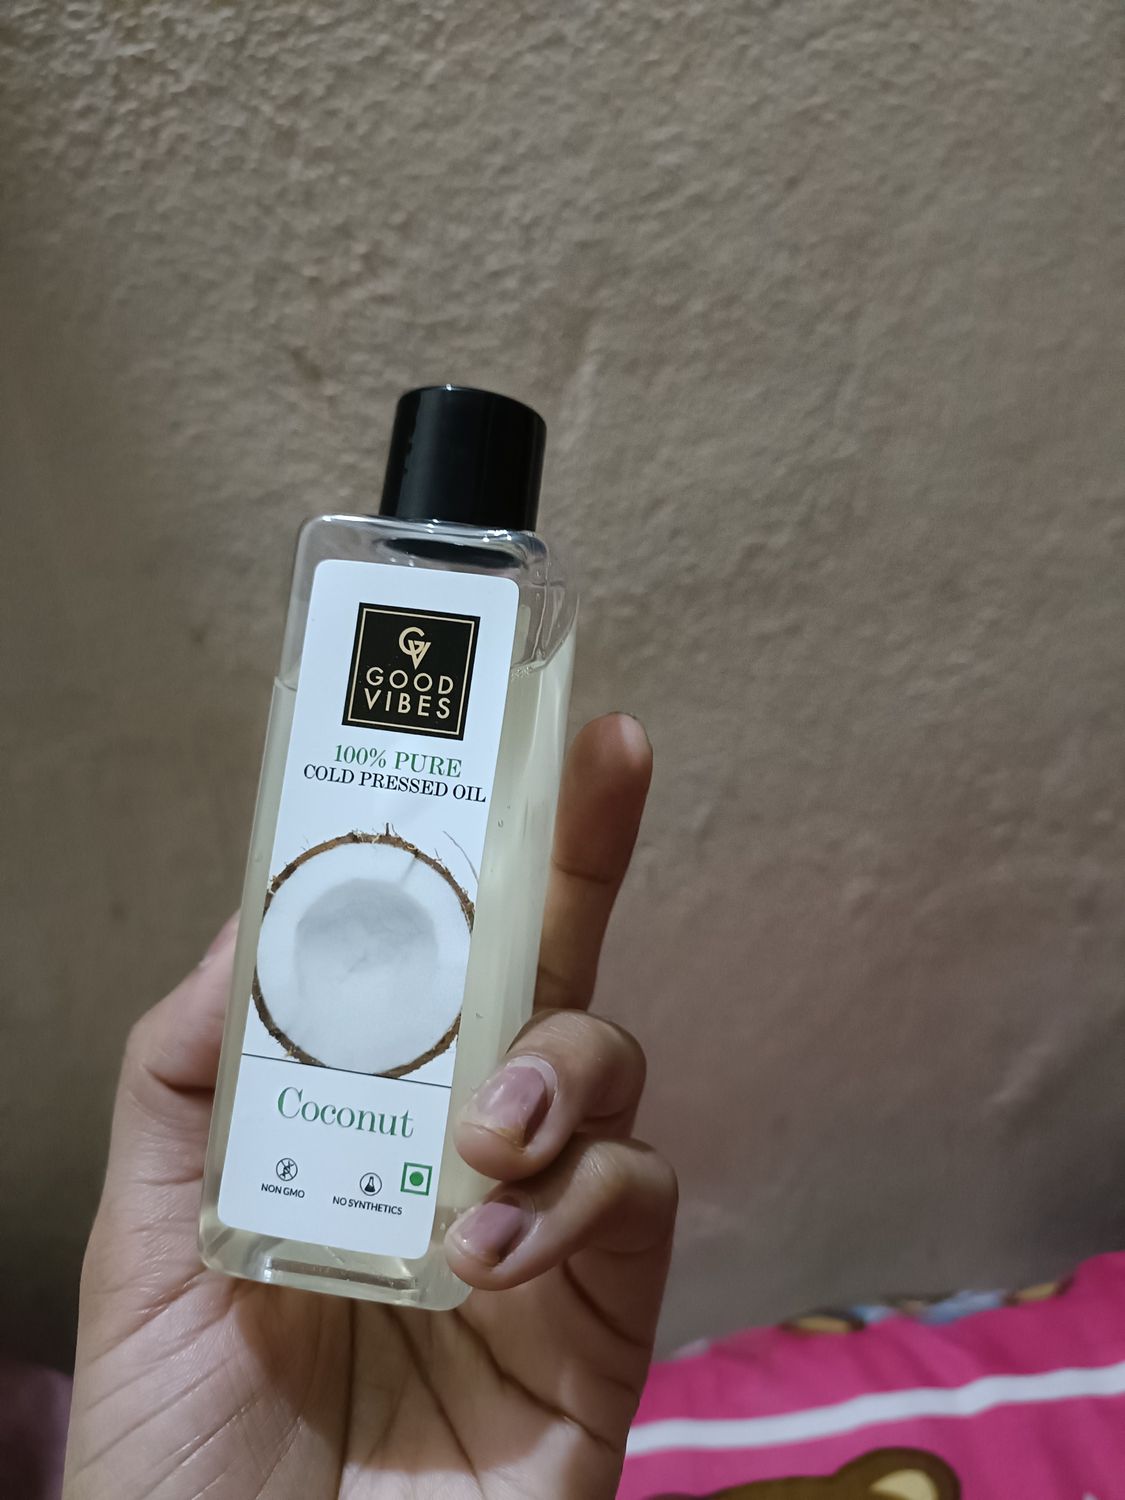 GV
GOOD
VIBES
100% PURE
COLD PRESSED OIL
Coconut
NON GMO
NO SYNTHETICS